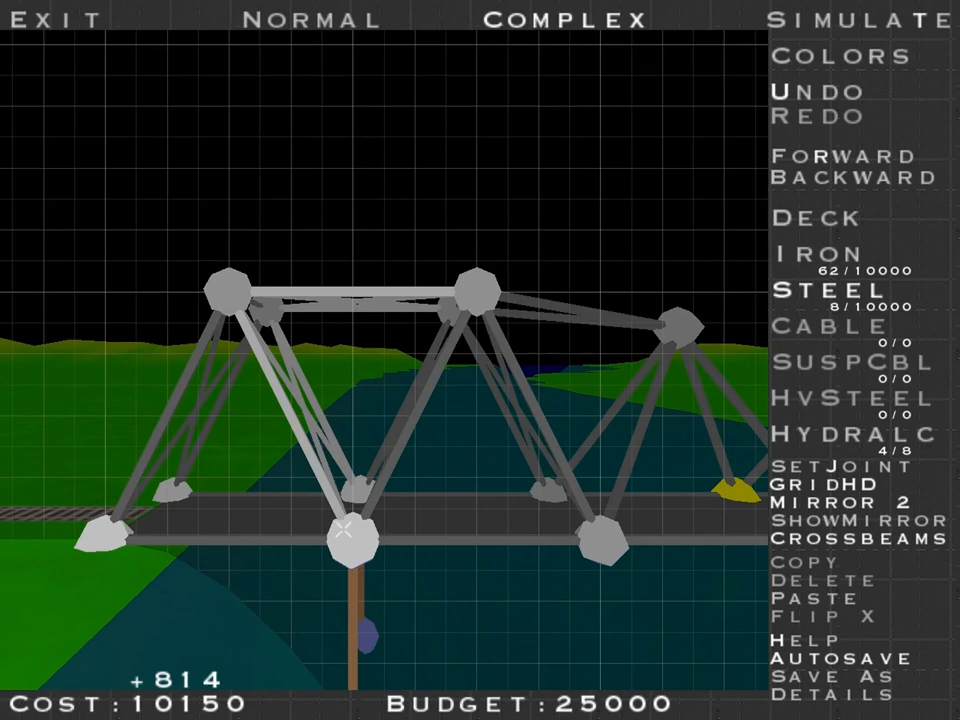 EXIT NORMAL COMPLEX SIMULATE
COLORS
UNDO
REDO
FORWARD
BACKWARD
DECK
IRON
62/10000
STEEL
8/10000
CABLE
0/0
SUSPCBL
0/0
HVSTEEL
0/0
HYDRALC
4/8
SETJOINT
GRIDHD
MIRROR 2
SHOWMIRROR
CROSSBEAMS
COPY
DELETE
PASTE
FLIP X
HELP
AUTOSAVE
SAVE AS
DETAILS
+814
COST:10150 BUDGET:25000